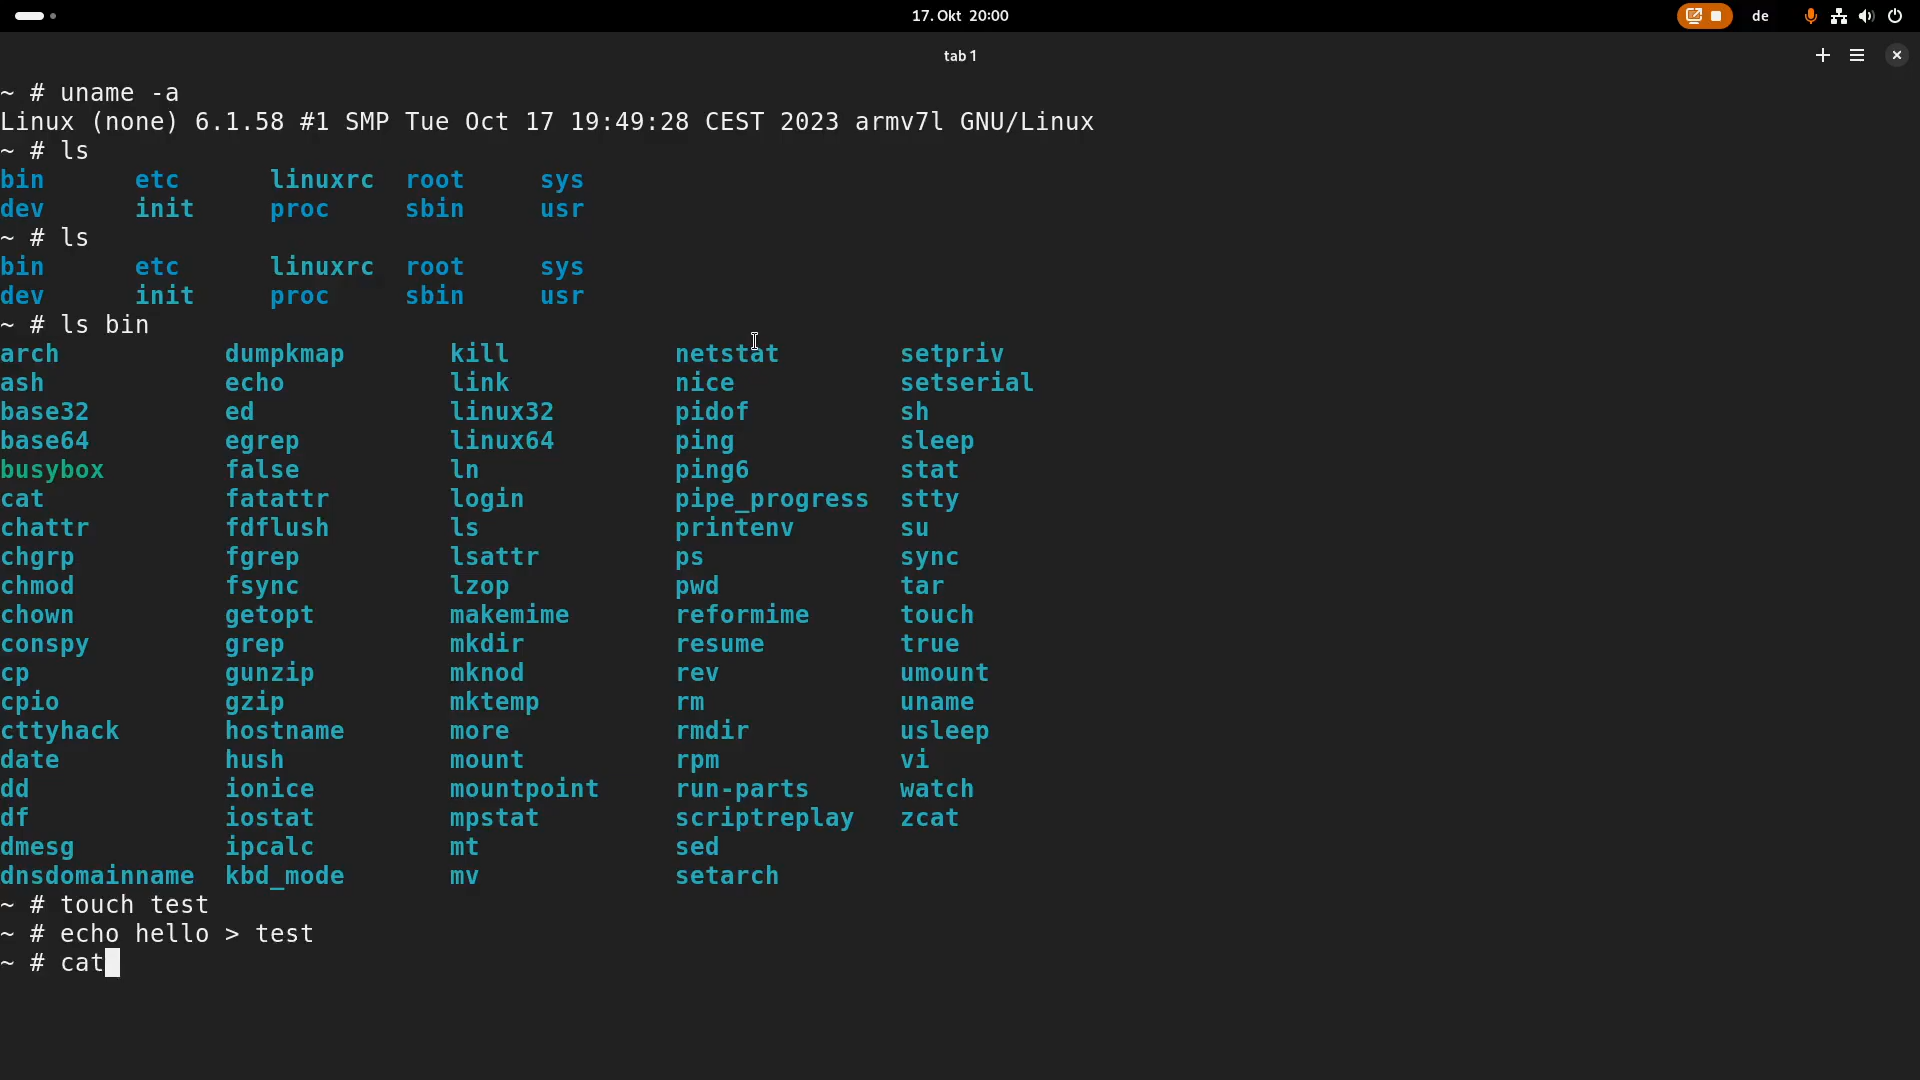 17. Okt 20:00
de
tab 1
~ # uname -a
Linux (none) 6.1.58 #1 SMP Tue Oct 17 19:49:28 CEST 2023 armv7l GNU/Linux
~ # ls
bin      etc      linuxrc  root     sys
dev      init     proc     sbin     usr
~ # ls
bin      etc      linuxrc  root     sys
dev      init     proc     sbin     usr
~ # ls bin
arch           dumpkmap       kill           netstat        setpriv
ash            echo           link           nice           setserial
base32         ed             linux32        pidof          sh
base64         egrep          linux64        ping           sleep
busybox        false          ln             ping6          stat
cat            fatattr        login          pipe_progress  stty
chattr         fdflush        ls             printenv       su
chgrp          fgrep          lsattr         ps             sync
chmod          fsync          lzop           pwd            tar
chown          getopt         makemime       reformime      touch
conspy         grep           mkdir          resume         true
cp             gunzip         mknod          rev            umount
cpio           gzip           mktemp         rm             uname
cttyhack       hostname       more           rmdir          usleep
date           hush           mount          rpm            vi
dd             ionice         mountpoint     run-parts      watch
df             iostat         mpstat         scriptreplay   zcat
dmesg          ipcalc         mt             sed
dnsdomainname  kbd_mode       mv             setarch
~ # touch test
~ # echo hello > test
~ # cat